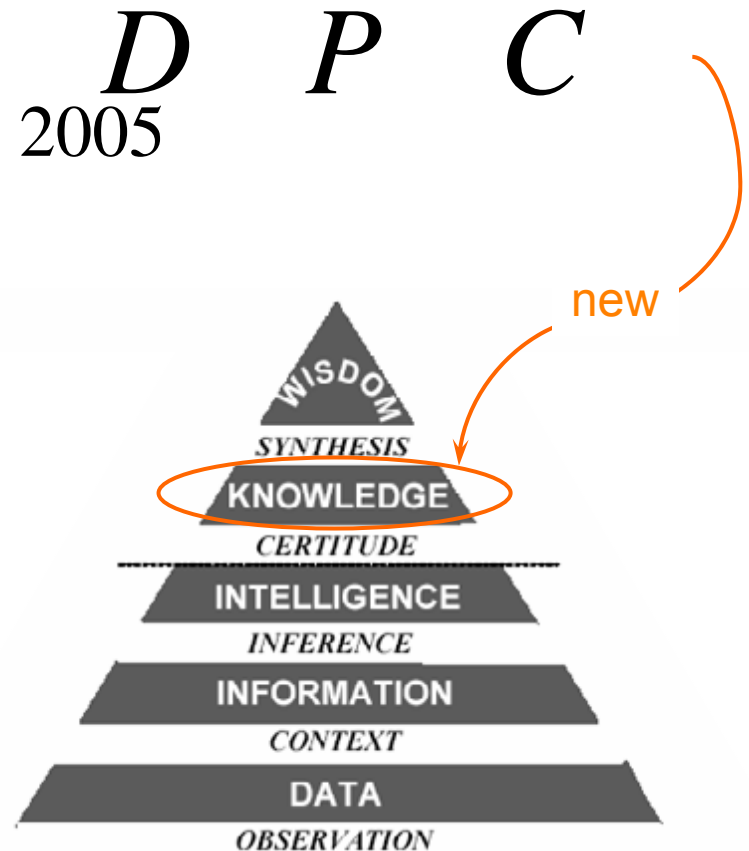 D P C
2005
new
WISDOM
SYNTHESIS
KNOWLEDGE
CERTITUDE
INTELLIGENCE
INFERENCE
INFORMATION
CONTEXT
DATA
OBSERVATION